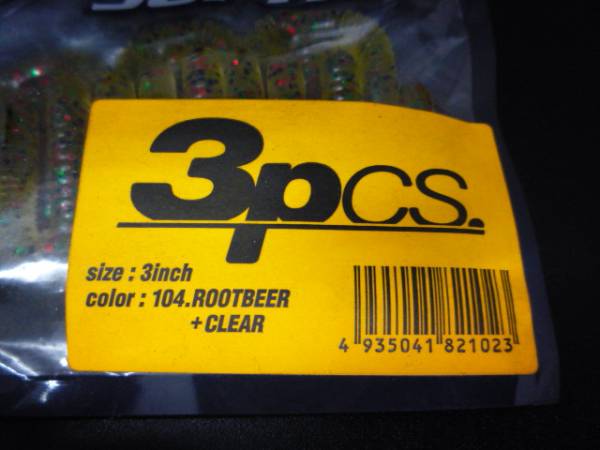 3pcs.
size : 3inch
color : 104.ROOTBEER
+CLEAR
4 935041 821023